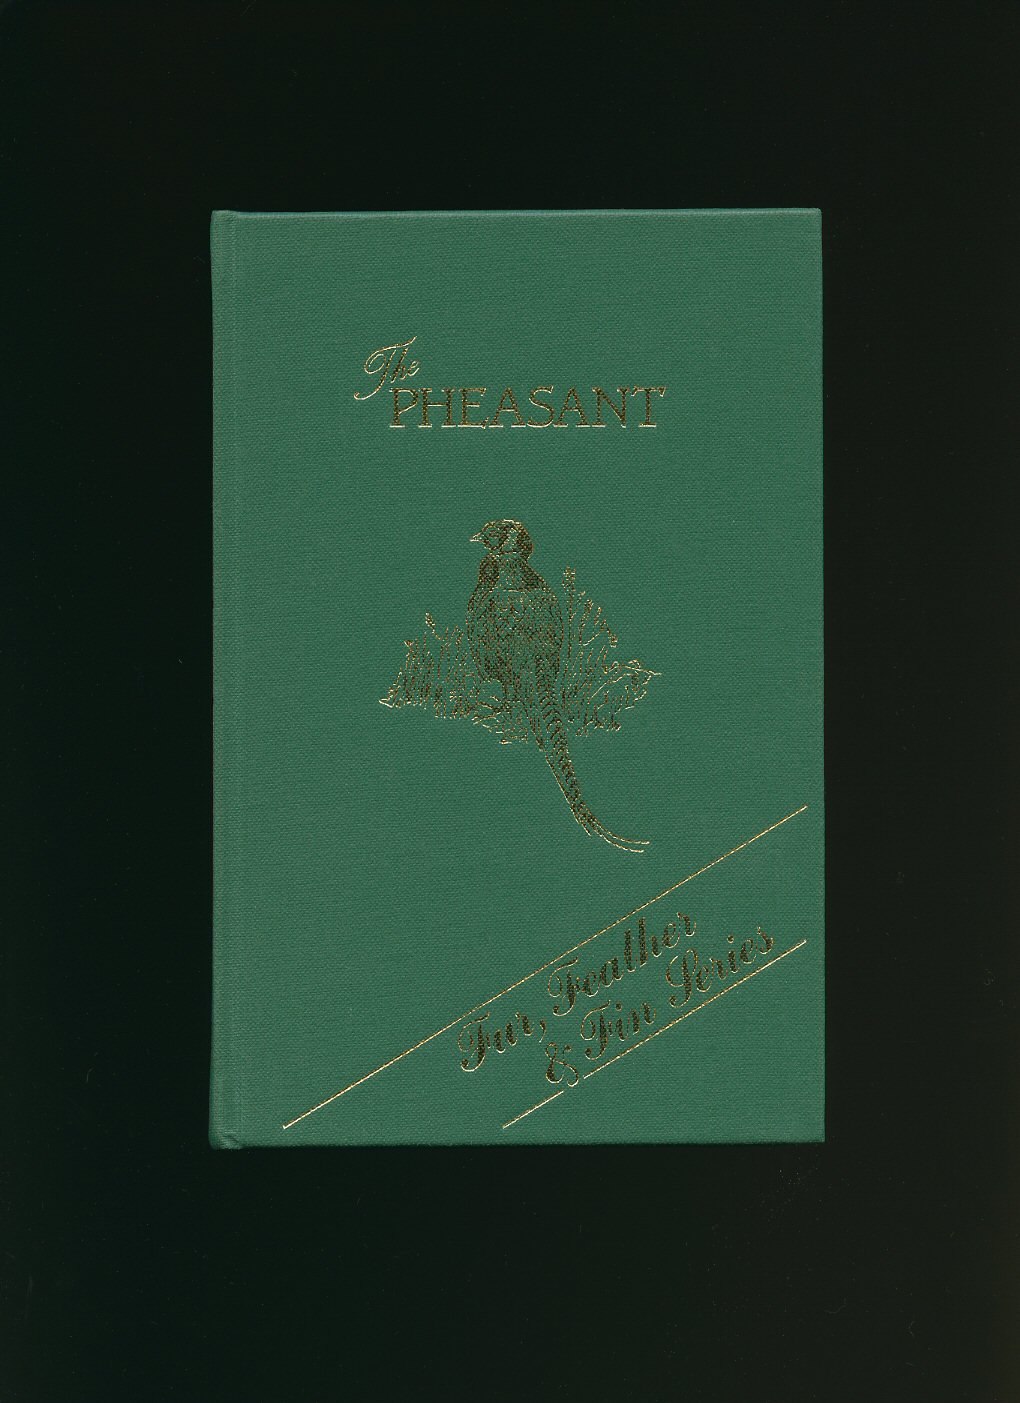 The
PHEASANT
Fur, Feather
& Fin Series